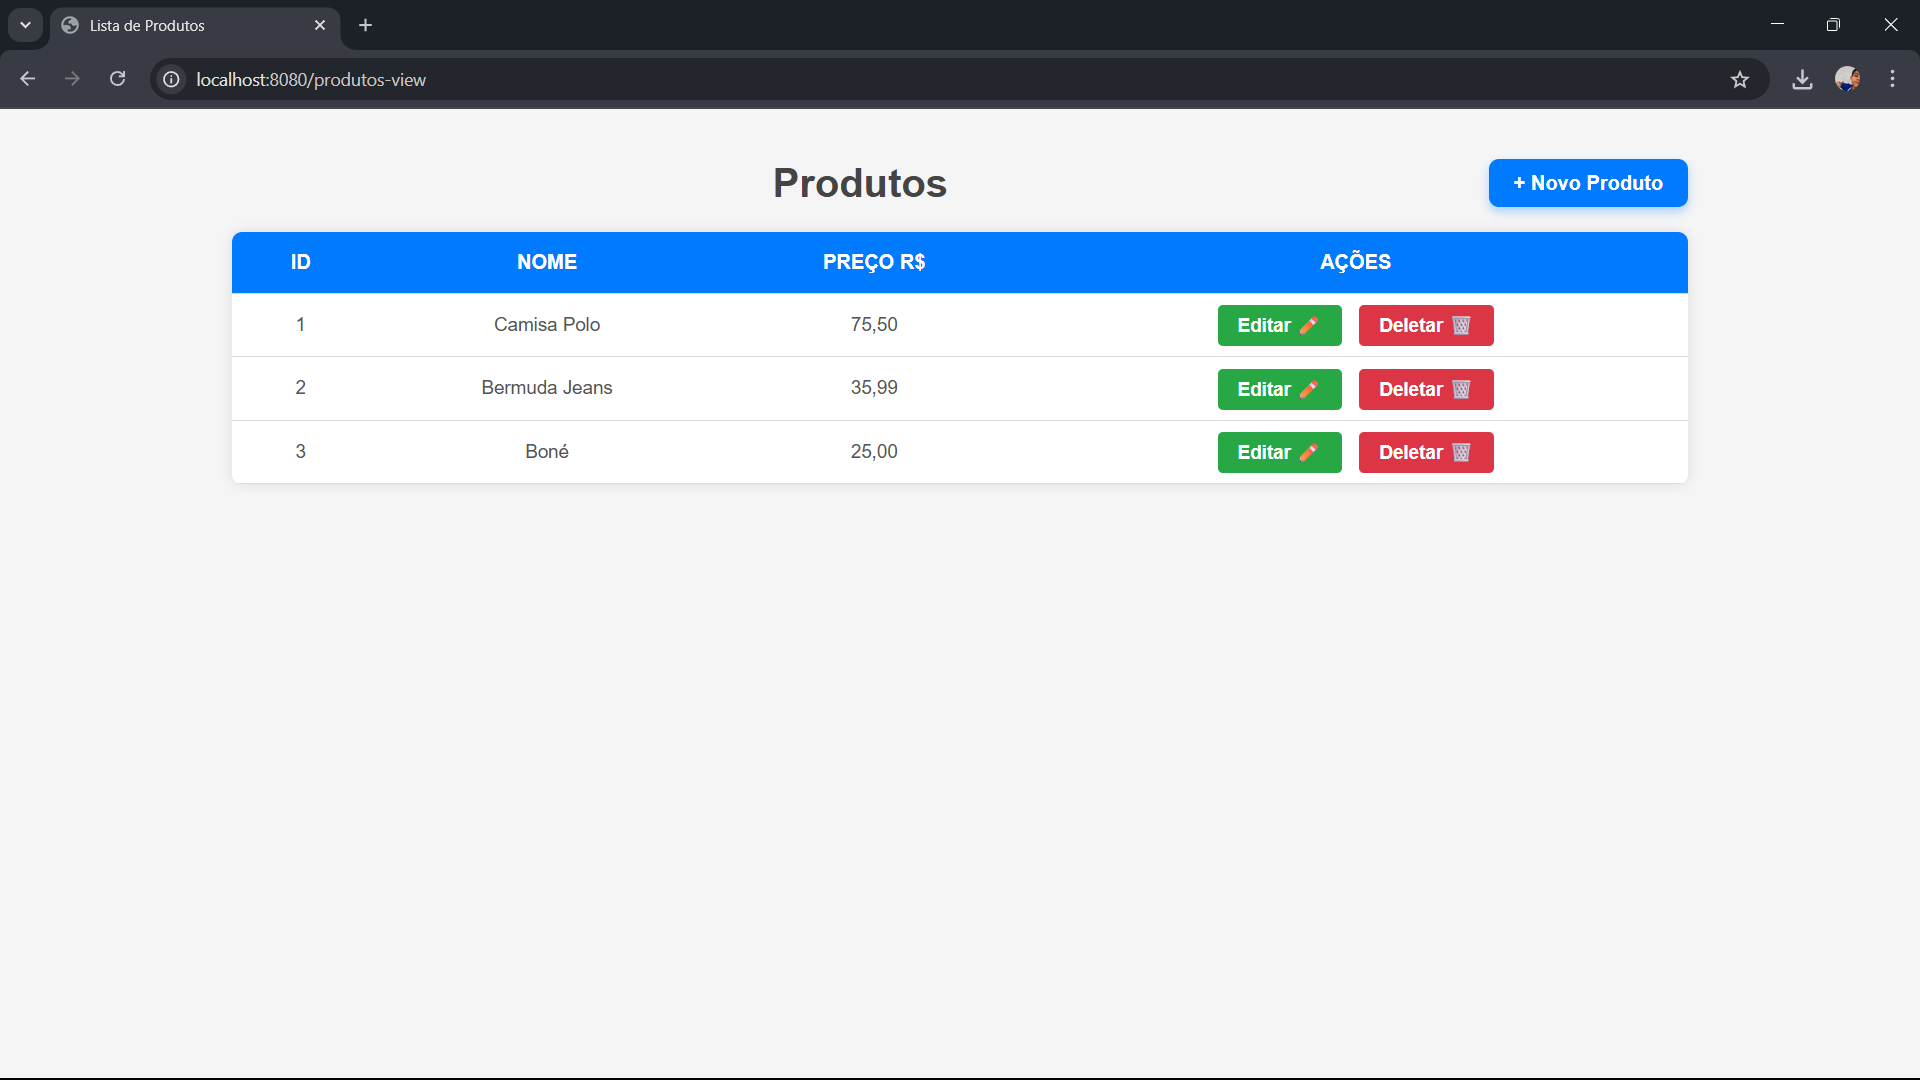 Lista de Produtos
localhost:8080/produtos-view
Produtos
+ Novo Produto
ID NOME PREÇO R$ AÇÕES
1 Camisa Polo 75,50 Editar Deletar
2 Bermuda Jeans 35,99 Editar Deletar
3 Boné 25,00 Editar Deletar